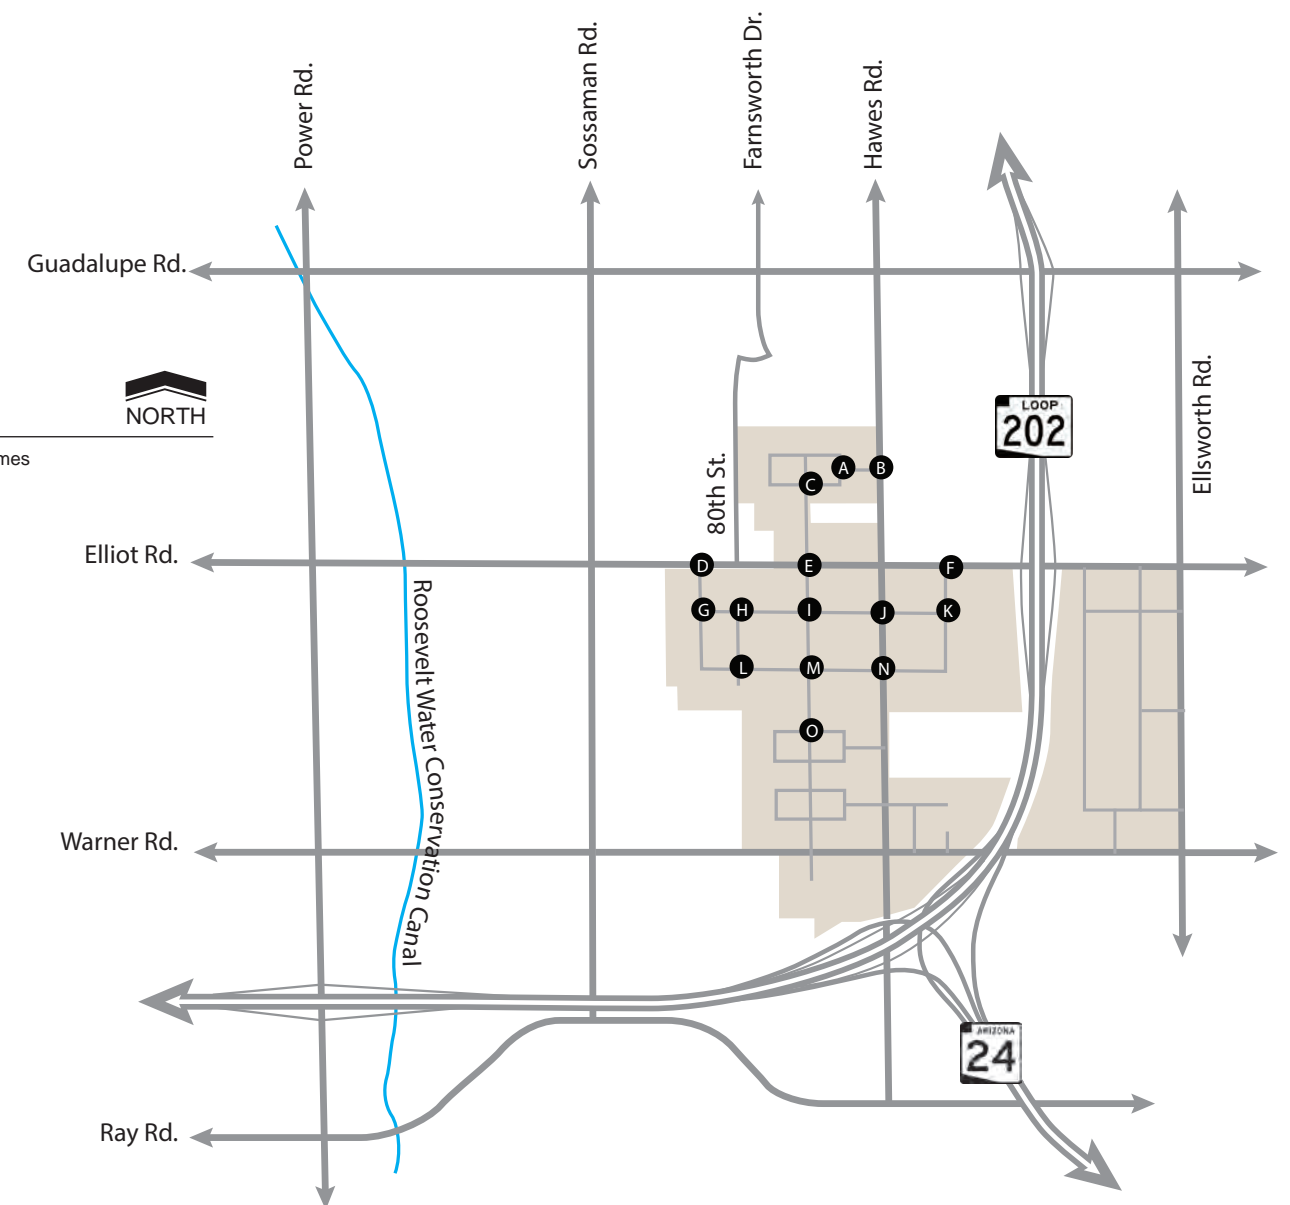 Power Rd.
Sossaman Rd.
Farnsworth Dr.
Hawes Rd.
Guadalupe Rd.
NORTH
mes
LOOP
202
Ellsworth Rd.
80th St.
A
B
C
Elliot Rd.
D
E
F
G
H
I
J
K
L
M
N
O
Roosevelt Water Conservation Canal
Warner Rd.
ARIZONA
24
Ray Rd.